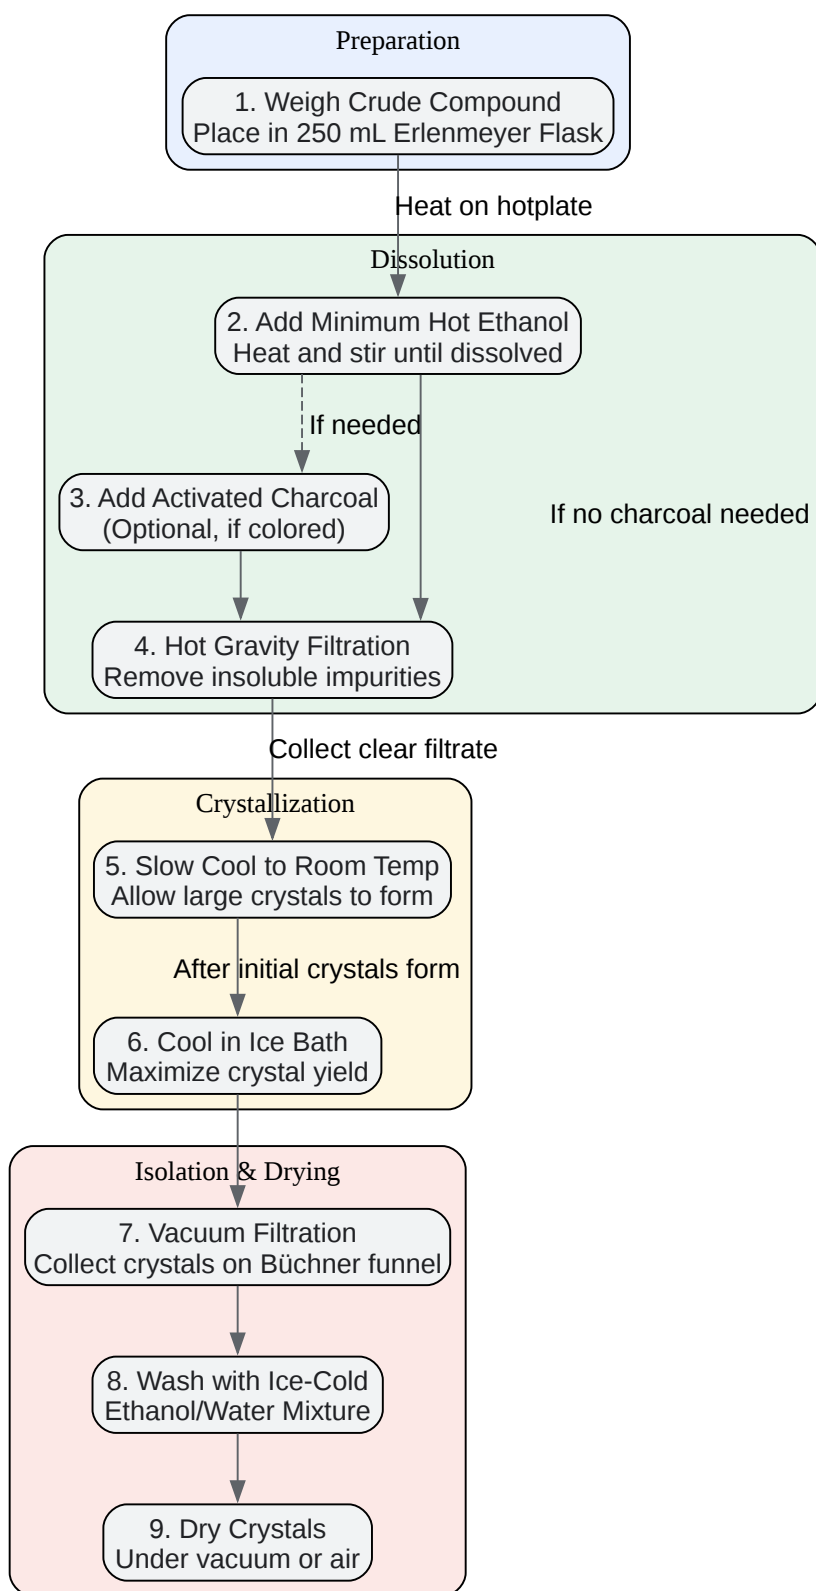 Preparation
1. Weigh Crude Compound
Place in 250 mL Erlenmeyer Flask
Heat on hotplate
Dissolution
2. Add Minimum Hot Ethanol
Heat and stir until dissolved
If needed
3. Add Activated Charcoal
(Optional, if colored)
If no charcoal needed
4. Hot Gravity Filtration
Remove insoluble impurities
Collect clear filtrate
Crystallization
5. Slow Cool to Room Temp
Allow large crystals to form
After initial crystals form
6. Cool in Ice Bath
Maximize crystal yield
Isolation & Drying
7. Vacuum Filtration
Collect crystals on Büchner funnel
8. Wash with Ice-Cold
Ethanol/Water Mixture
9. Dry Crystals
Under vacuum or air